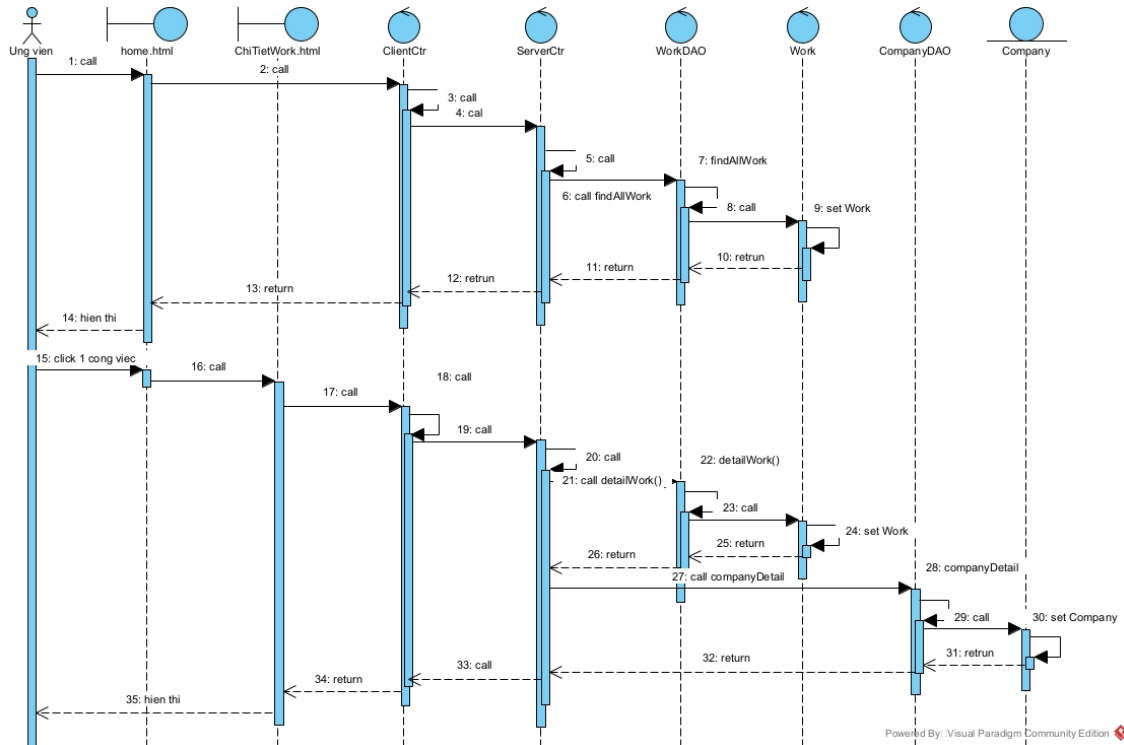 Ung vien
home.html
ChiTietWork.html
ClientCtr
ServerCtr
WorkDAO
Work
CompanyDAO
Company
1: call
2: call
3: call
4: cal
5: call
6: call findAllWork
7: findAllWork
8: call
9: set Work
10: retrun
11: return
12: retrun
13: return
14: hien thi
15: click 1 cong viec
16: call
17: call
18: call
19: call
20: call
21: call detailWork()
22: detailWork()
23: call
24: set Work
25: return
26: return
27: call companyDetail
28: companyDetail
29: call
30: set Company
31: retrun
32: return
33: call
34: return
35: hien thi
Powered By Visual Paradigm Community Edition